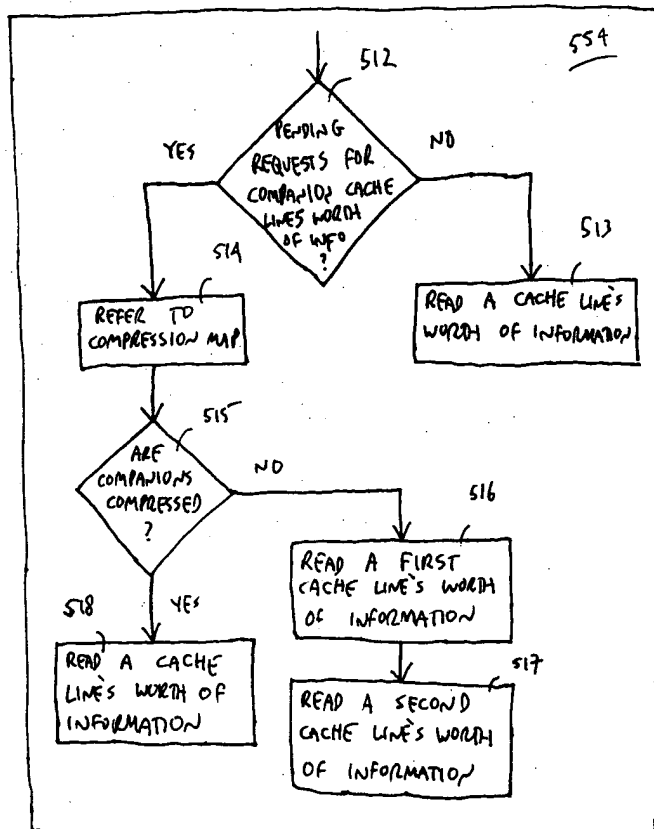 554
512
PENDING
REQUESTS FOR
COMPANION CACHE
LINES WORTH
OF INFO
?
YES
NO
514
REFER TO
COMPRESSION MAP
513
READ A CACHE LINE'S
WORTH OF INFORMATION
515
ARE
COMPANIONS
COMPRESSED
?
NO
YES
516
READ A FIRST
CACHE LINE'S WORTH
OF INFORMATION
518
READ A CACHE
LINE'S WORTH OF
INFORMATION
517
READ A SECOND
CACHE LINE'S WORTH
OF INFORMATION